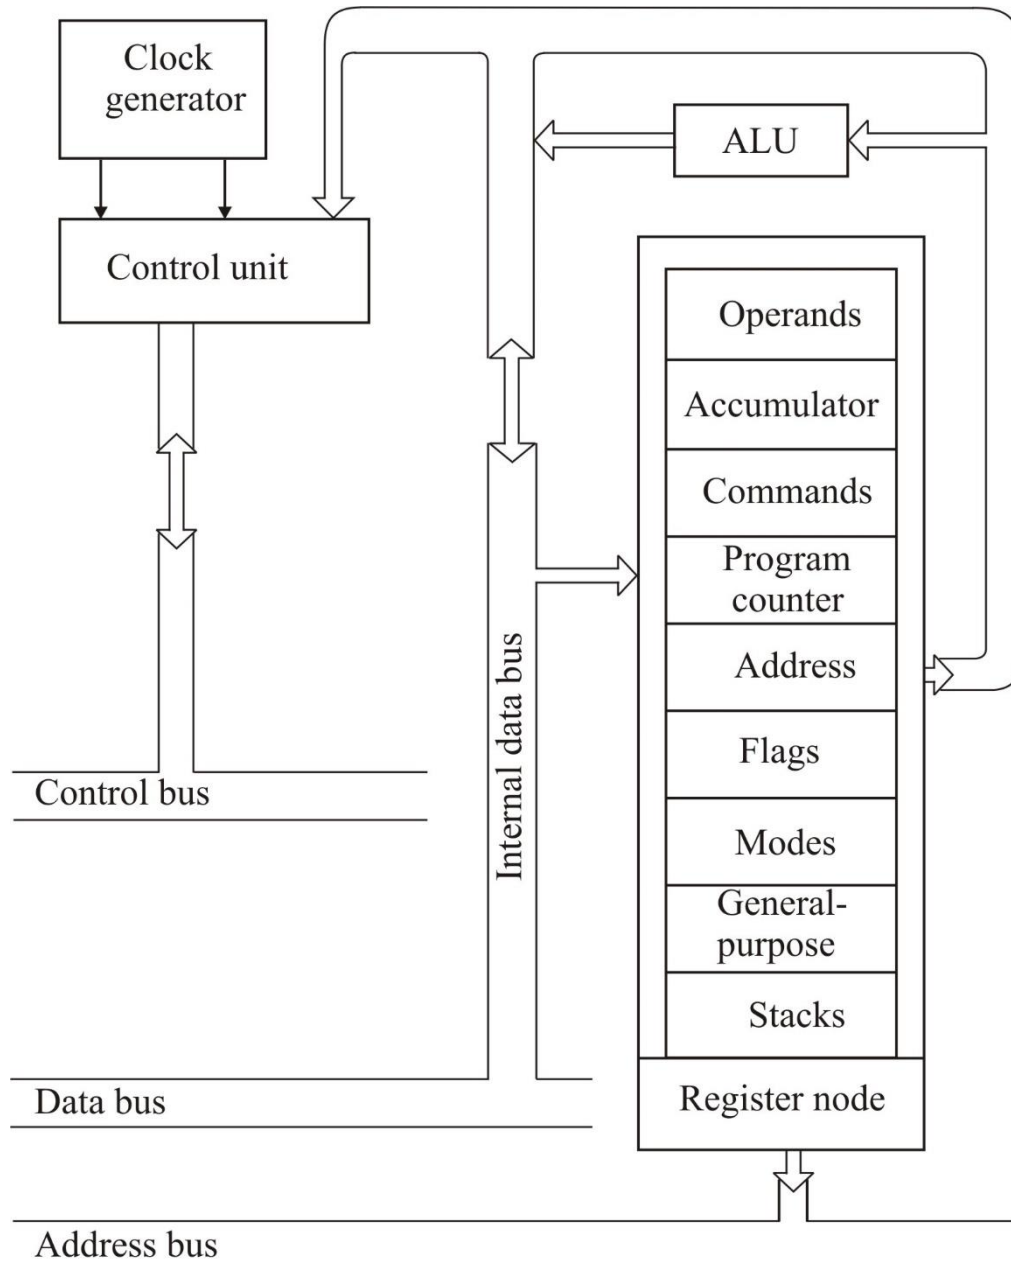 Clock
generator
ALU
Control unit
Operands
Accumulator
Commands
Program
counter
Address
Flags
Modes
General-
purpose
Stacks
Register node
Internal data bus
Control bus
Data bus
Address bus